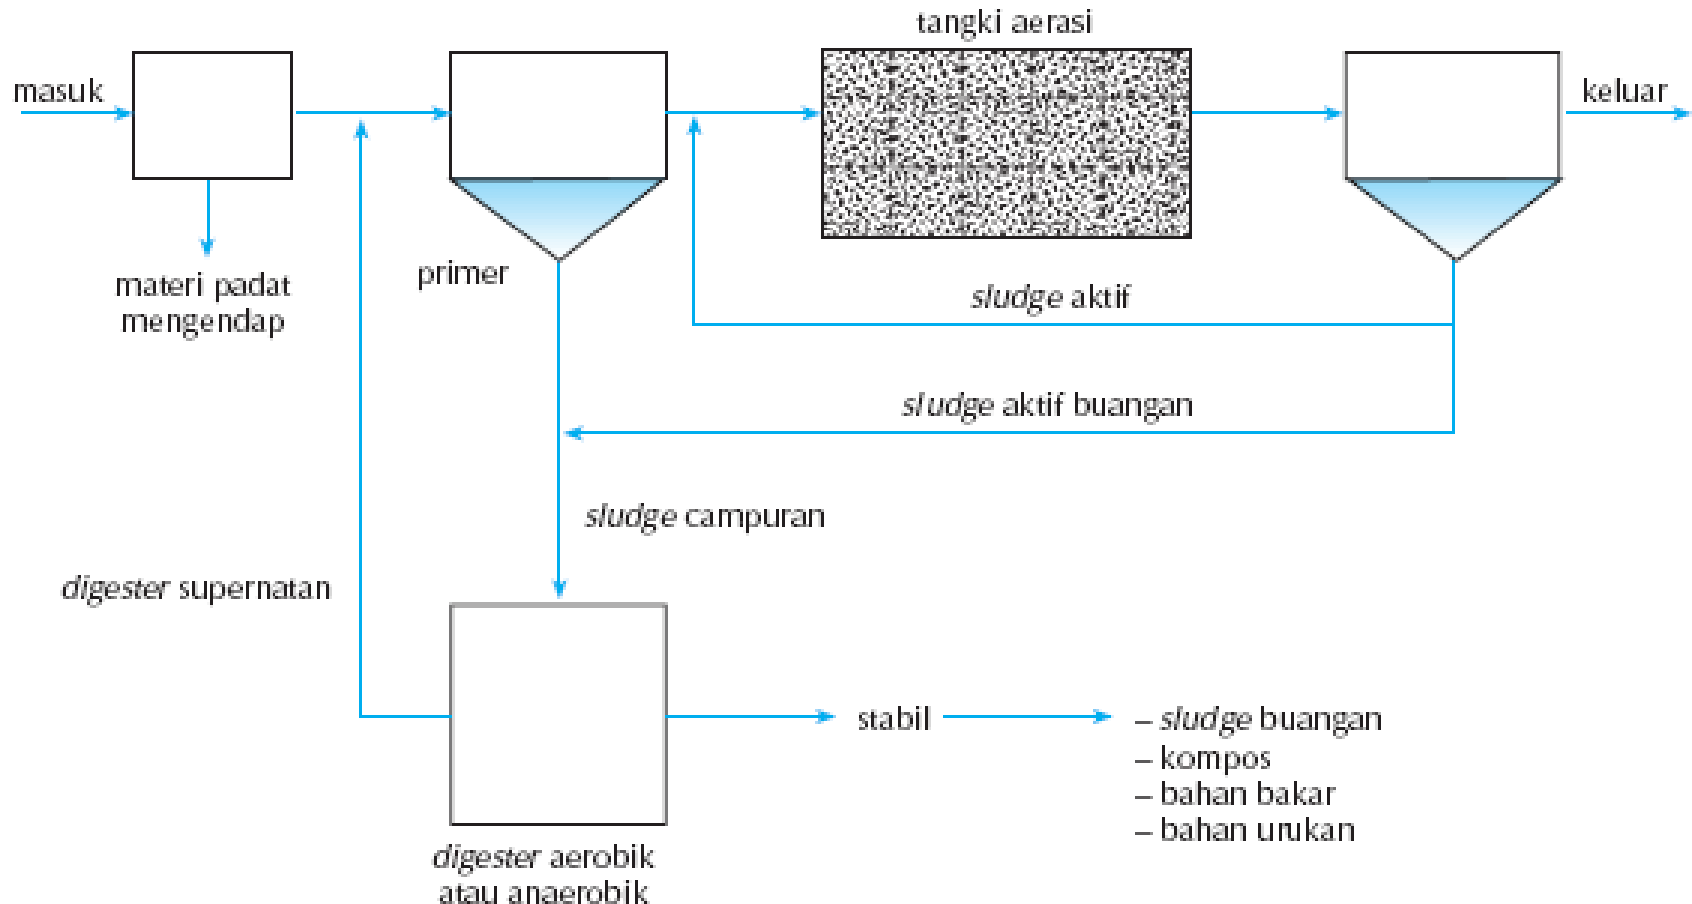 tangki aerasi
masuk
keluar
materi padat
mengendap
primer
sludge aktif
sludge aktif buangan
sludge campuran
digester supernatan
stabil
– sludge buangan
– kompos
– bahan bakar
– bahan urukan
digester aerobik
atau anaerobik